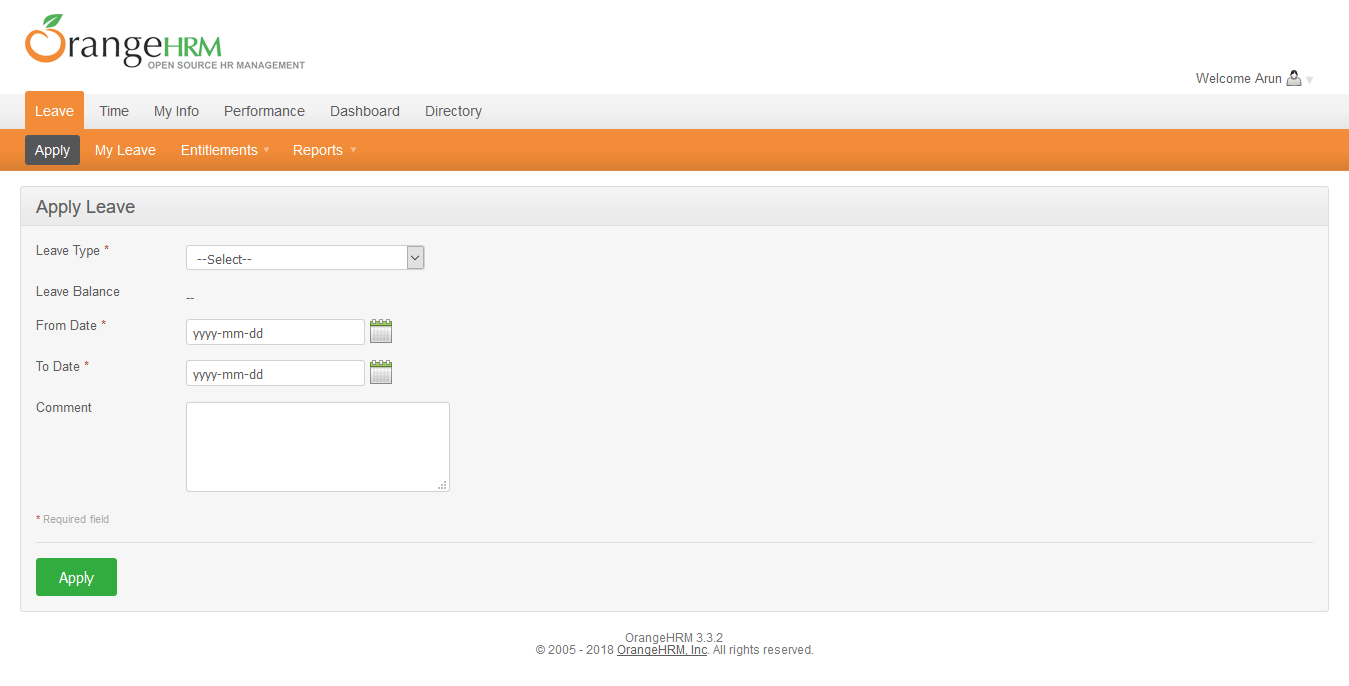 OrangeHRM
OPEN SOURCE HR MANAGEMENT
Welcome Arun
Leave Time My Info Performance Dashboard Directory
Apply My Leave Entitlements Reports
Apply Leave
Leave Type * --Select--
Leave Balance --
From Date * yyyy-mm-dd
To Date * yyyy-mm-dd
Comment
* Required field
Apply
OrangeHRM 3.3.2
© 2005 - 2018 OrangeHRM, Inc. All rights reserved.